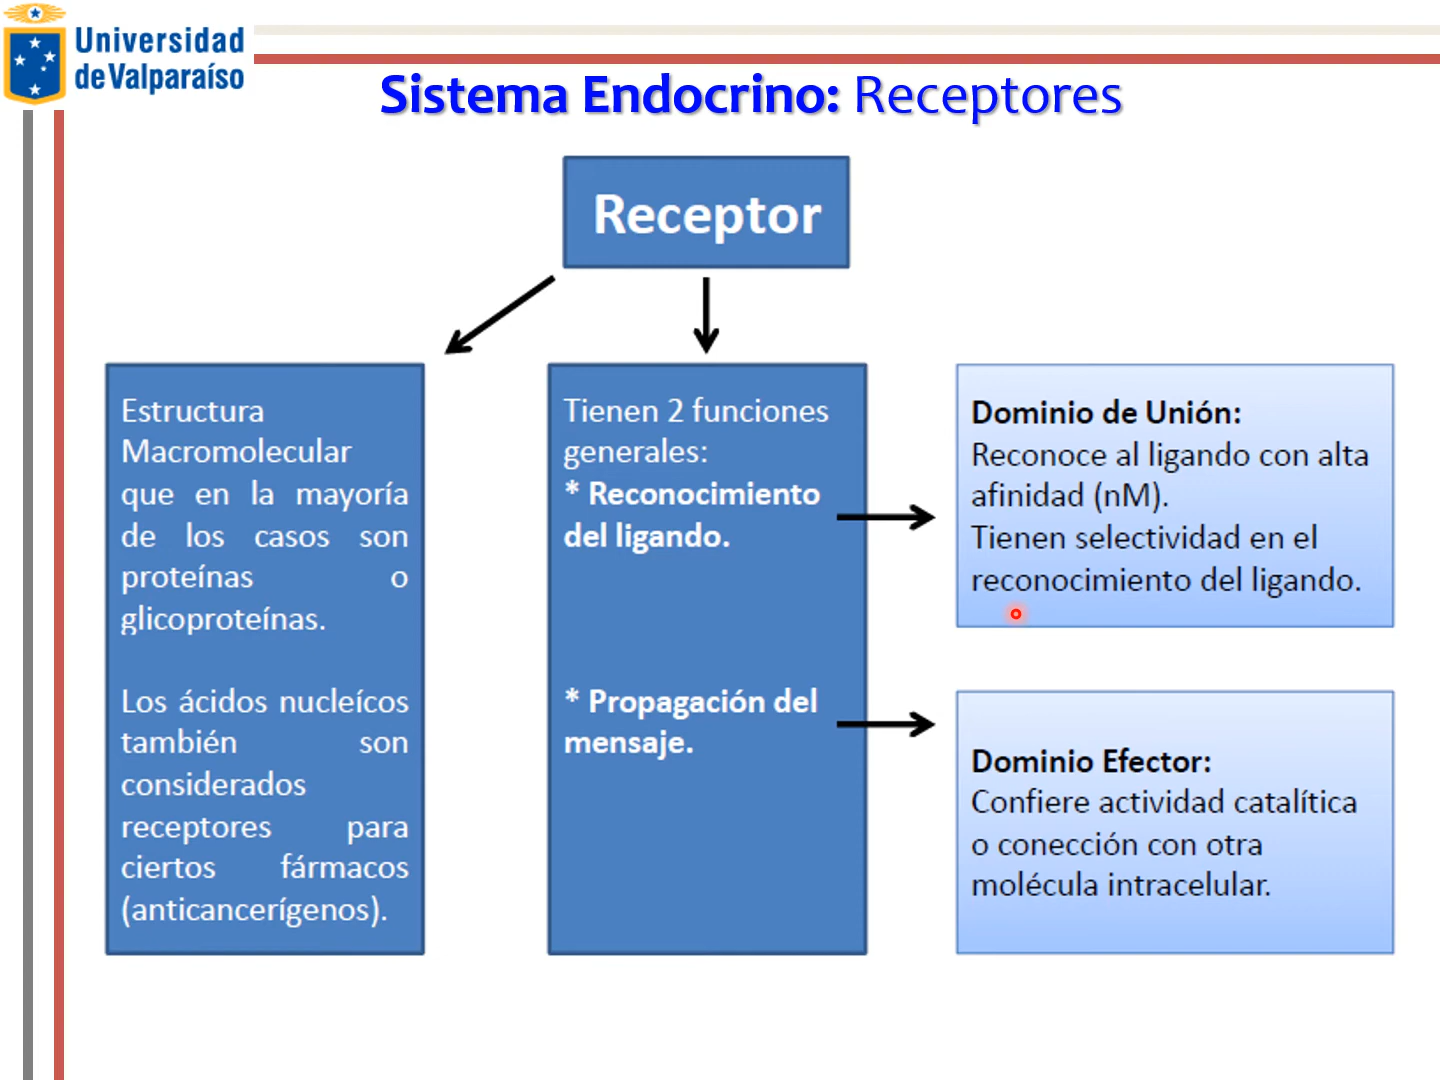 Universidad
de Valparaíso
Sistema Endocrino: Receptores
Receptor
Estructura
Macromolecular
que en la mayoría
de los casos son
proteínas o
glicoproteínas.
Los ácidos nucleícos
también son
considerados
receptores para
ciertos fármacos
(anticancerígenos).
Tienen 2 funciones
generales:
* Reconocimiento
del ligando.
* Propagación del
mensaje.
Dominio de Unión:
Reconoce al ligando con alta
afinidad (nM).
Tienen selectividad en el
reconocimiento del ligando.
Dominio Efector:
Confiere actividad catalítica
o conección con otra
molécula intracelular.